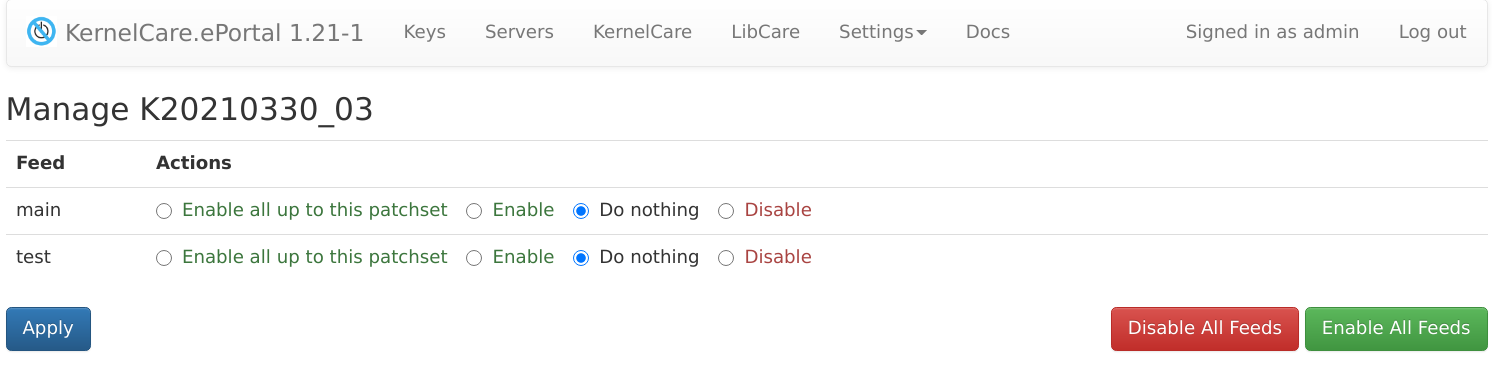 KernelCare.ePortal 1.21-1 Keys Servers KernelCare LibCare Settings Docs Signed in as admin Log out
Manage K20210330_03
Feed Actions
main Enable all up to this patchset Enable Do nothing Disable
test Enable all up to this patchset Enable Do nothing Disable
Apply Disable All Feeds Enable All Feeds